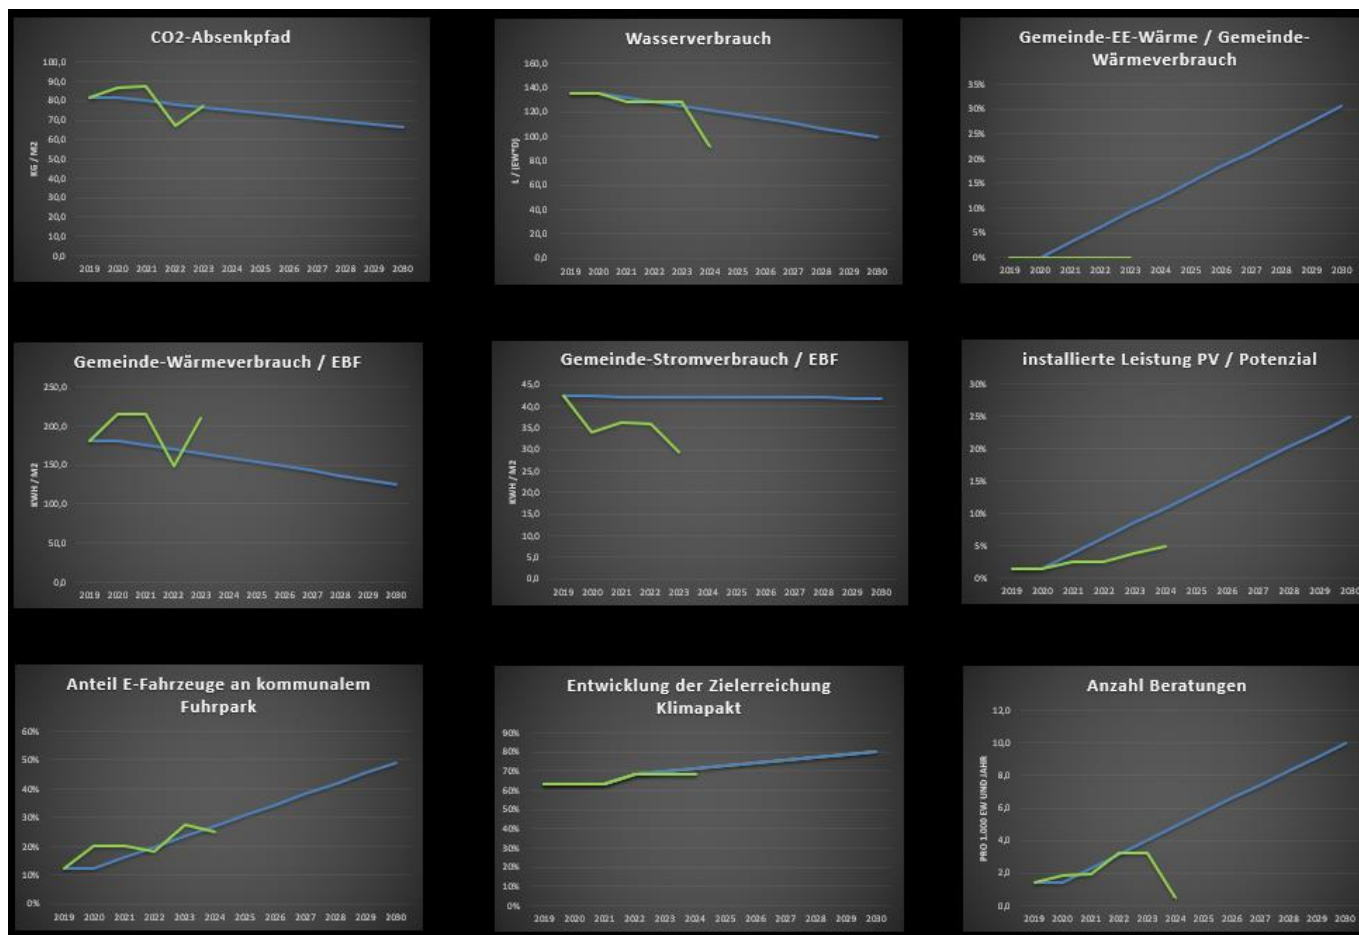 CO2-Absenkpfad
100,0
90,0
80,0
70,0
60,0
50,0
40,0
30,0
20,0
10,0
0,0
KG / M2
2019 2020 2021 2022 2023 2024 2025 2026 2027 2028 2029 2030
Wasserverbrauch
160,0
140,0
120,0
100,0
80,0
60,0
40,0
20,0
0,0
L / (EW*D)
2019 2020 2021 2022 2023 2024 2025 2026 2027 2028 2029 2030
Gemeinde-EE-Wärme / Gemeinde-
Wärmeverbrauch
35%
30%
25%
20%
15%
10%
5%
0%
2019 2020 2021 2022 2023 2024 2025 2026 2027 2028 2029 2030
Gemeinde-Wärmeverbrauch / EBF
250,0
200,0
150,0
100,0
50,0
0,0
KWH / M2
2019 2020 2021 2022 2023 2024 2025 2026 2027 2028 2029 2030
Gemeinde-Stromverbrauch / EBF
45,0
40,0
35,0
30,0
25,0
20,0
15,0
10,0
5,0
0,0
KWH / M2
2019 2020 2021 2022 2023 2024 2025 2026 2027 2028 2029 2030
installierte Leistung PV / Potenzial
30%
25%
20%
15%
10%
5%
0%
2019 2020 2021 2022 2023 2024 2025 2026 2027 2028 2029 2030
Anteil E-Fahrzeuge an kommunalem
Fuhrpark
60%
50%
40%
30%
20%
10%
0%
2019 2020 2021 2022 2023 2024 2025 2026 2027 2028 2029 2030
Entwicklung der Zielerreichung
Klimapakt
90%
80%
70%
60%
50%
40%
30%
20%
10%
0%
2019 2020 2021 2022 2023 2024 2025 2026 2027 2028 2029 2030
Anzahl Beratungen
12,0
10,0
8,0
6,0
4,0
2,0
0,0
PRO 1.000 EW UND JAHR
2019 2020 2021 2022 2023 2024 2025 2026 2027 2028 2029 2030